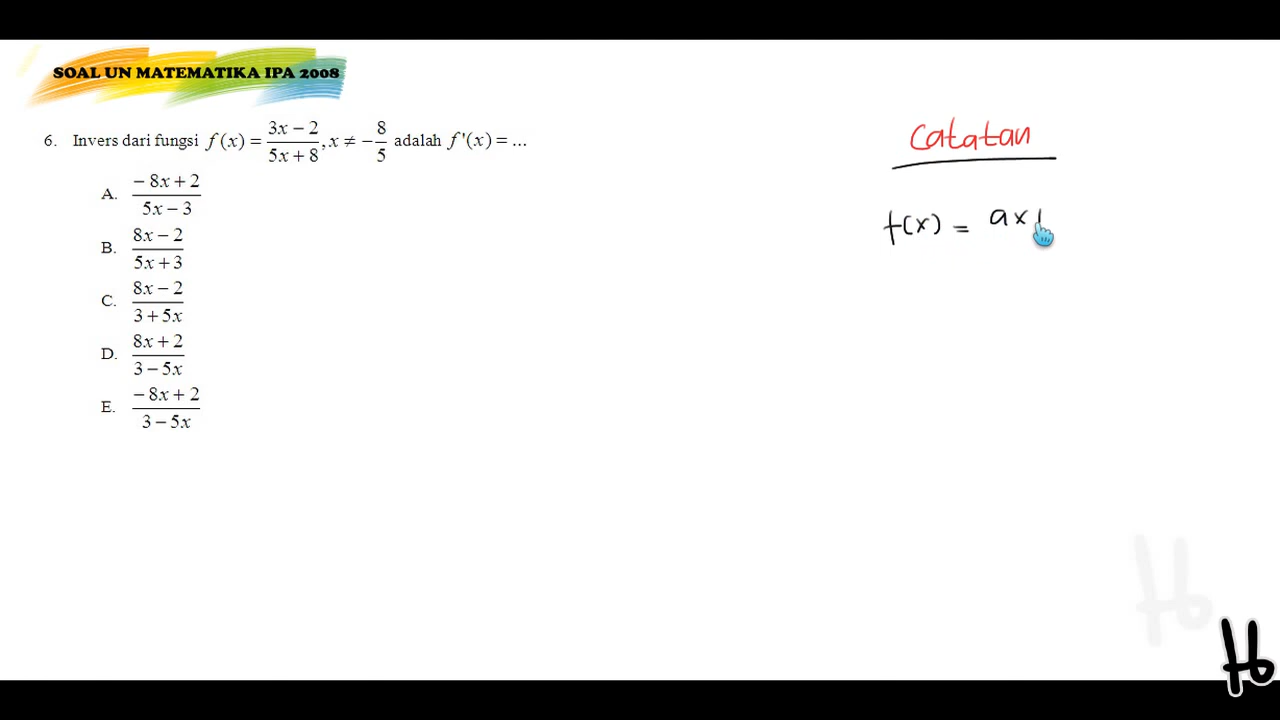 SOAL UN MATEMATIKA IPA 2008
6. Invers dari fungsi f(x) = (3x − 2)/(5x + 8), x ≠ −8/5 adalah f'(x) = ...
A. (−8x + 2)/(5x − 3)
B. (8x − 2)/(5x + 3)
C. (8x − 2)/(3 + 5x)
D. (8x + 2)/(3 − 5x)
E. (−8x + 2)/(3 − 5x)
Catatan
f(x) = ax